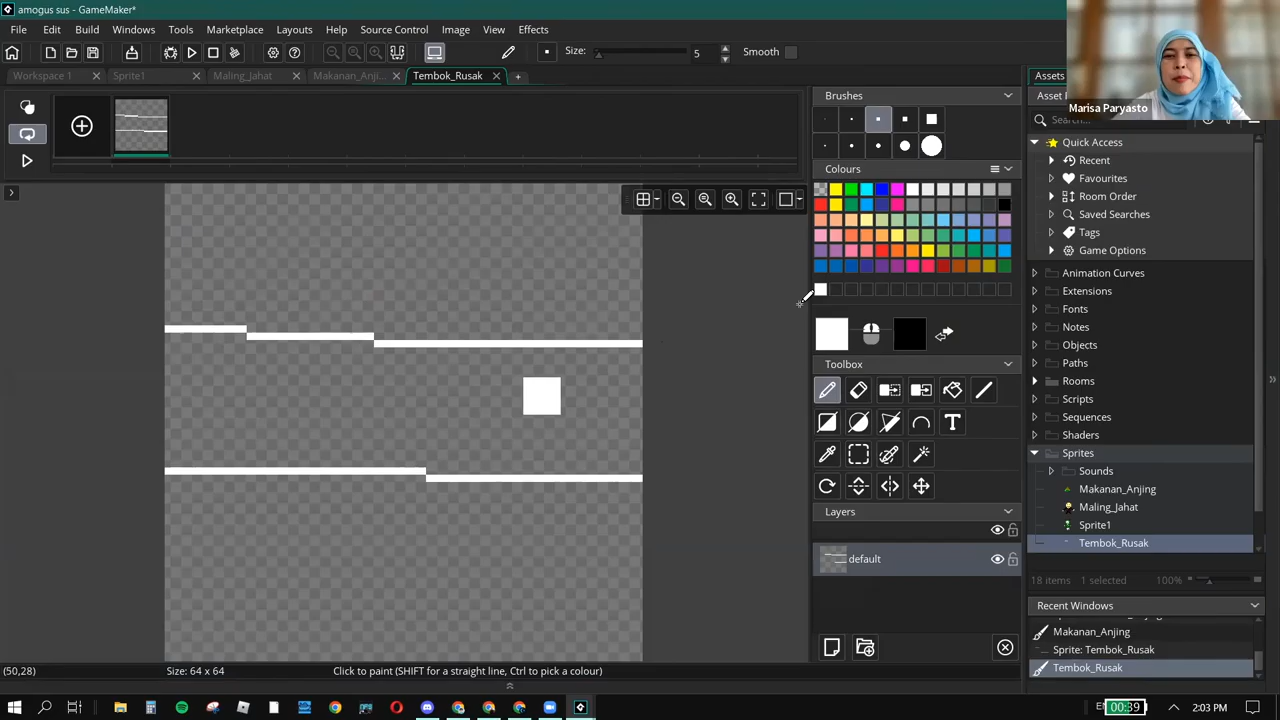 amogus sus - GameMaker*
File Edit Build Windows Tools Marketplace Layouts Help Source Control Image View Effects
Size: 5 Smooth
Workspace 1 Sprite1 Maling_Jahat Makanan_Anji... Tembok_Rusak
Marisa Paryasto
Brushes
Colours
Toolbox
T
Layers
default
(50,28) Size: 64 x 64 Click to paint (SHIFT for a straight line, Ctrl to pick a colour)
Assets
Search...
Quick Access
Recent
Favourites
Room Order
Saved Searches
Tags
Game Options
Animation Curves
Extensions
Fonts
Notes
Objects
Paths
Rooms
Scripts
Sequences
Shaders
Sprites
Sounds
Makanan_Anjing
Maling_Jahat
Sprite1
Tembok_Rusak
18 items 1 selected 100%
Recent Windows
Makanan_Anjing
Sprite: Tembok_Rusak
Tembok_Rusak
00:39 2:03 PM